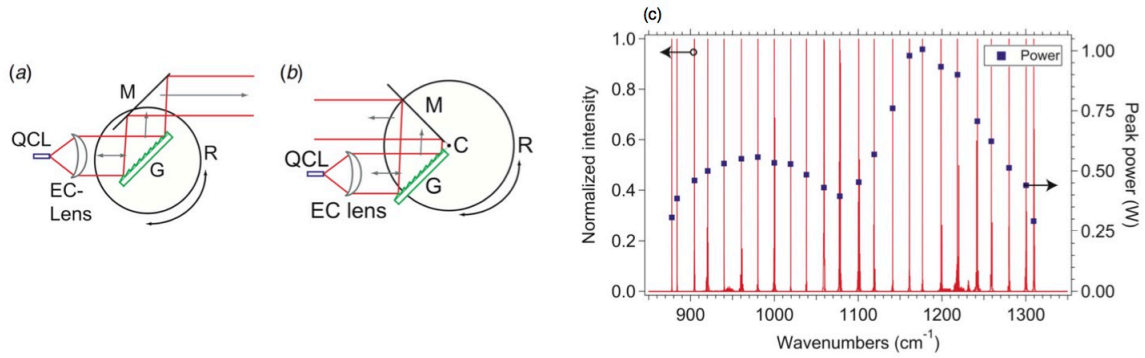 (a)
M
QCL
R
G
EC-
Lens
(b)
M
QCL
C
R
G
EC lens
(c)
1.0
0.8
0.6
0.4
0.2
0.0
Normalized intensity
Power
1.00
0.75
0.50
0.25
0.00
Peak power (W)
900
1000
1100
1200
1300
Wavenumbers (cm⁻¹)